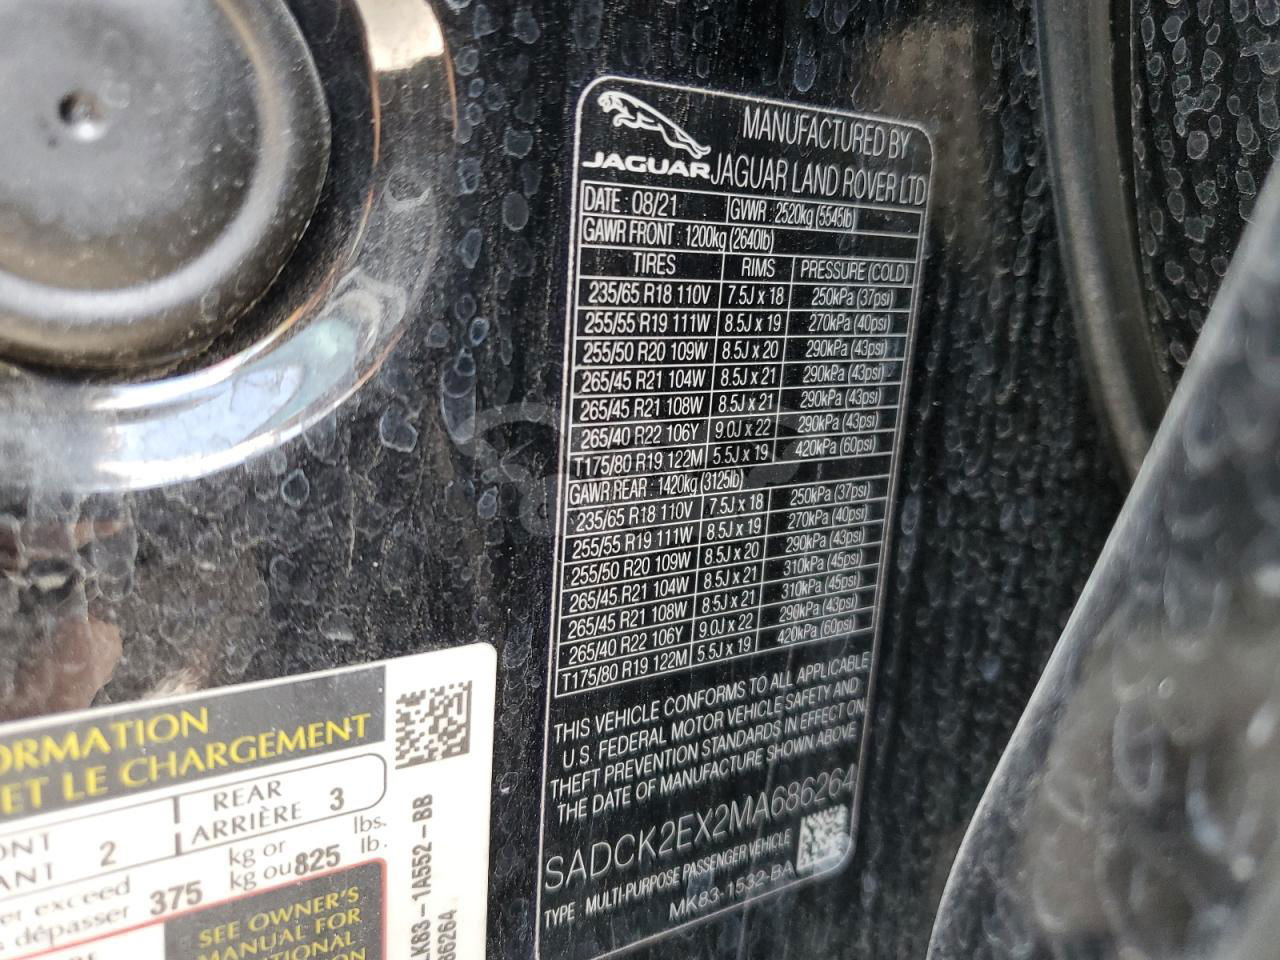 JAGUAR
MANUFACTURED BY
JAGUAR LAND ROVER LTD
DATE : 08/21 GVWR : 2520kg (5545lb)
GAWR FRONT : 1200kg (2640lb)
TIRES RIMS PRESSURE (COLD)
235/65 R18 110V 7.5J x 18 250kPa (37psi)
255/55 R19 111W 8.5J x 19 270kPa (40psi)
255/50 R20 109W 8.5J x 20 290kPa (43psi)
265/45 R21 104W 8.5J x 21 290kPa (43psi)
265/45 R21 108W 8.5J x 21 290kPa (43psi)
265/40 R22 106Y 9.0J x 22 290kPa (43psi)
T175/80 R19 122M 5.5J x 19 420kPa (60psi)
GAWR REAR : 1420kg (3125lb)
235/65 R18 110V 7.5J x 18 250kPa (37psi)
255/55 R19 111W 8.5J x 19 270kPa (40psi)
255/50 R20 109W 8.5J x 20 290kPa (43psi)
265/45 R21 104W 8.5J x 21 310kPa (45psi)
265/45 R21 108W 8.5J x 21 310kPa (45psi)
265/40 R22 106Y 9.0J x 22 290kPa (43psi)
T175/80 R19 122M 5.5J x 19 420kPa (60psi)
THIS VEHICLE CONFORMS TO ALL APPLICABLE
U.S. FEDERAL MOTOR VEHICLE SAFETY AND
THEFT PREVENTION STANDARDS IN EFFECT ON
THE DATE OF MANUFACTURE SHOWN ABOVE
SADCK2EX2MA686264
TYPE : MULTI-PURPOSE PASSENGER VEHICLE
MK83-1532-BA
ORMATION
ET LE CHARGEMENT
ONT
ANT 2
REAR
ARRIÈRE 3
er exceed
dépasser 375
kg or
kg ou 825
lbs.
lb.
SEE OWNER'S
MANUAL FOR
LK83-1A552-BB
86264